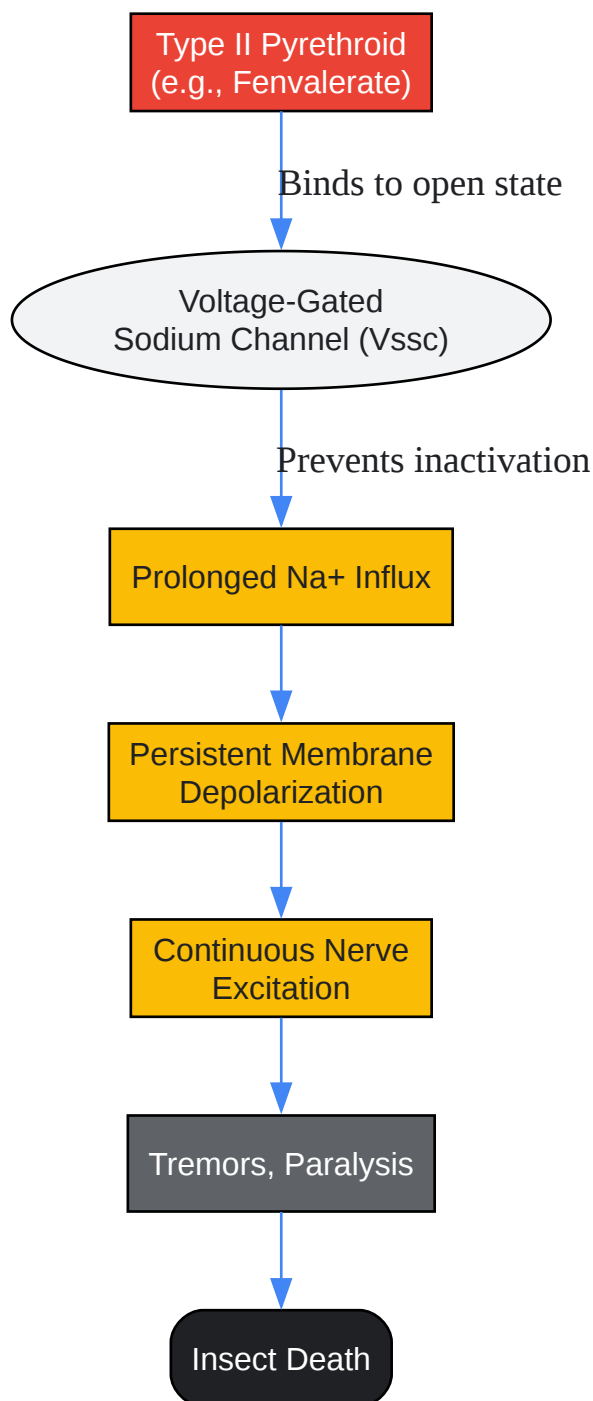 Type II Pyrethroid
(e.g., Fenvalerate)
Binds to open state
Voltage-Gated
Sodium Channel (Vssc)
Prevents inactivation
Prolonged Na+ Influx
Persistent Membrane
Depolarization
Continuous Nerve
Excitation
Tremors, Paralysis
Insect Death